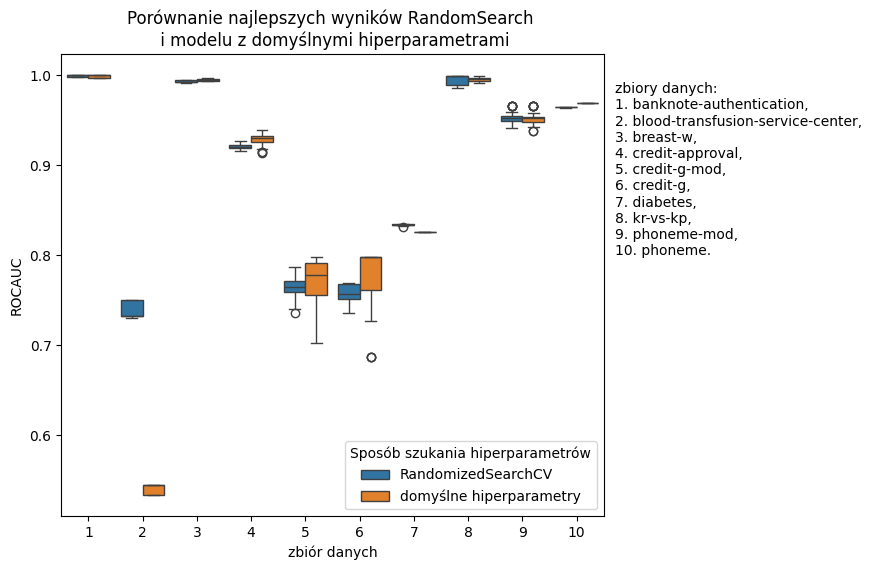 Porównanie najlepszych wyników RandomSearch
i modelu z domyślnymi hiperparametrami
1.0
0.9
0.8
0.7
0.6
ROCAUC
1 2 3 4 5 6 7 8 9 10
zbiór danych
Sposób szukania hiperparametrów
RandomizedSearchCV
domyślne hiperparametry
zbiory danych:
1. banknote-authentication,
2. blood-transfusion-service-center,
3. breast-w,
4. credit-approval,
5. credit-g-mod,
6. credit-g,
7. diabetes,
8. kr-vs-kp,
9. phoneme-mod,
10. phoneme.